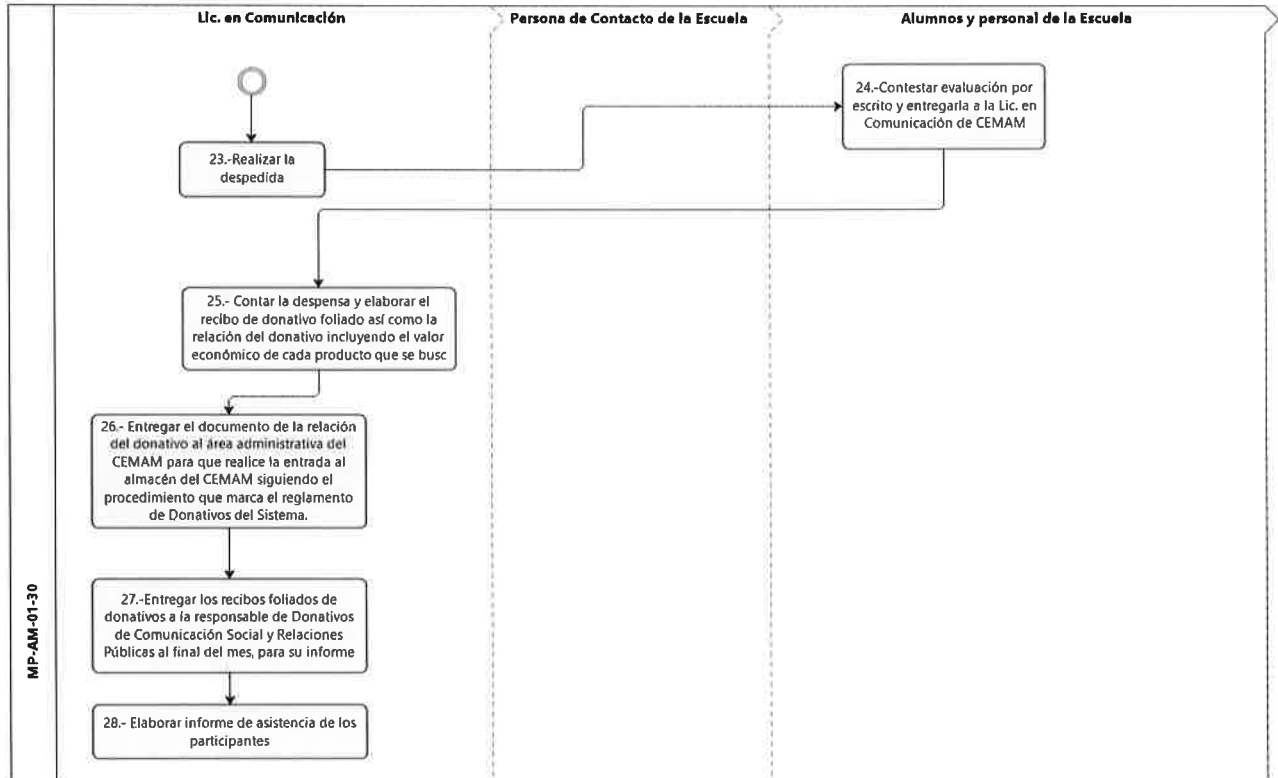 Lic. en Comunicación
Persona de Contacto de la Escuela
Alumnos y personal de la Escuela
MP-AM-01-30
23.-Realizar la
despedida
24.-Contestar evaluación por
escrito y entregarla a la Lic. en
Comunicación de CEMAM
25.- Contar la despensa y elaborar el
recibo de donativo foliado así como la
relación del donativo incluyendo el valor
económico de cada producto que se busc
26.- Entregar el documento de la relación
del donativo al área administrativa del
CEMAM para que realice la entrada al
almacén del CEMAM siguiendo el
procedimiento que marca el reglamento
de Donativos del Sistema.
27.-Entregar los recibos foliados de
donativos a la responsable de Donativos
de Comunicación Social y Relaciones
Públicas al final del mes, para su informe
28.- Elaborar informe de asistencia de los
participantes